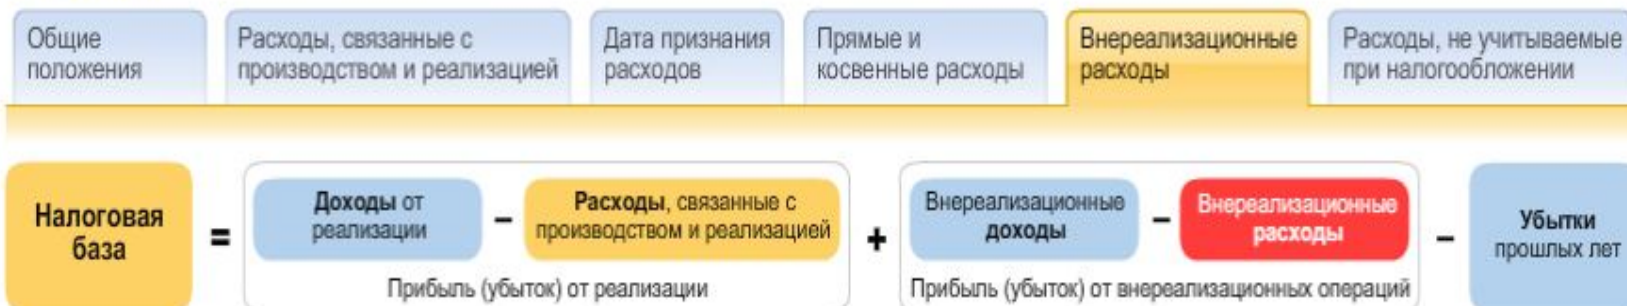 Общие
положения
Расходы, связанные с
производством и реализацией
Дата признания
расходов
Прямые и
косвенные расходы
Внереализационные
расходы
Расходы, не учитываемые
при налогообложении
Налоговая
база
=
Доходы от
реализации
–
Расходы, связанные с
производством и реализацией
Прибыль (убыток) от реализации
+
Внереализационные
доходы
–
Внереализационные
расходы
Прибыль (убыток) от внереализационных операций
–
Убытки
прошлых лет